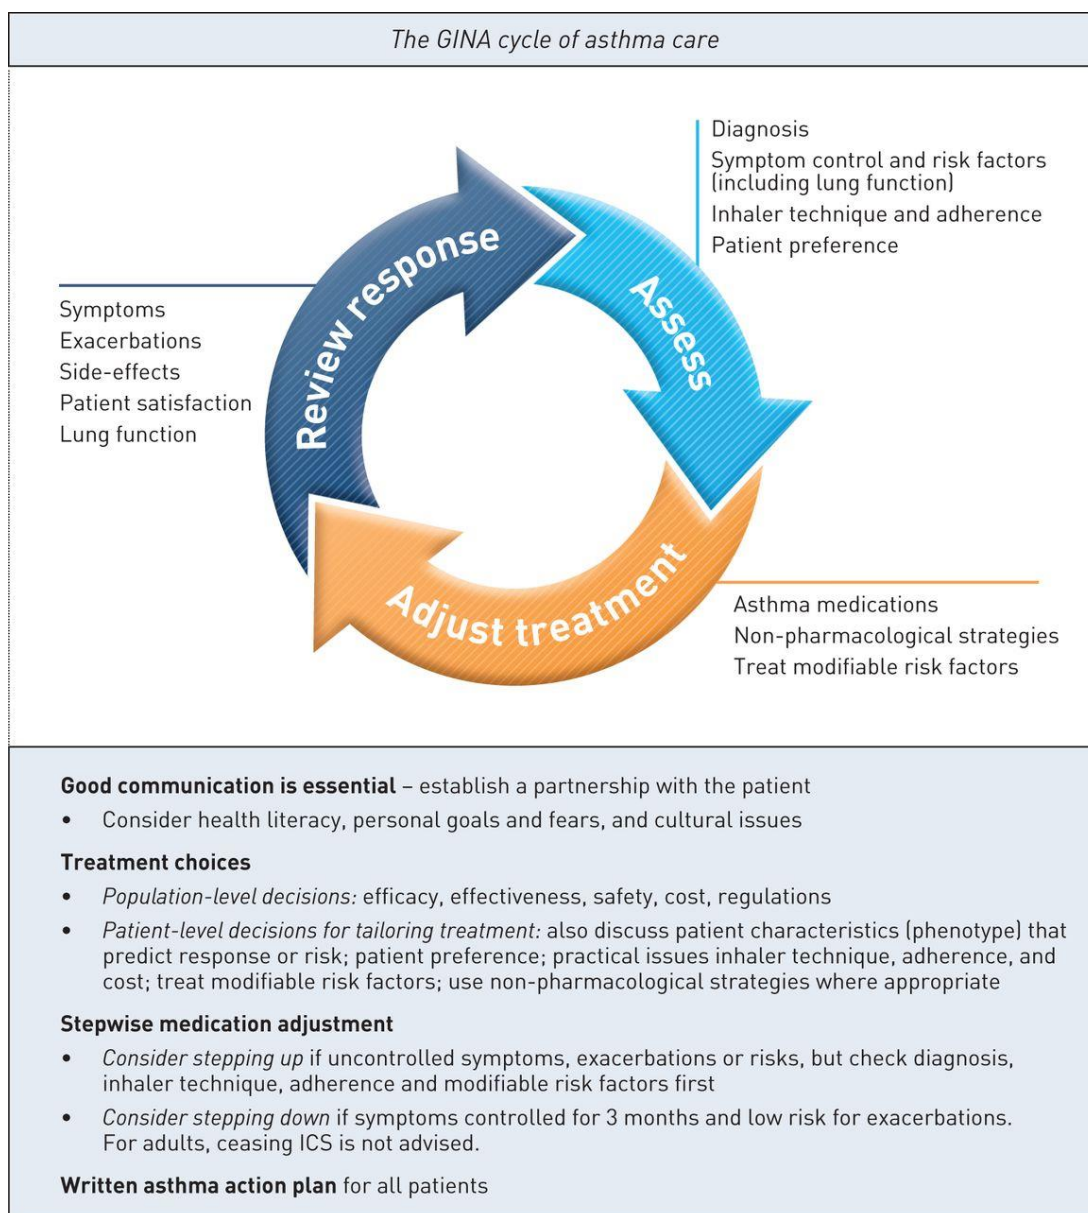 The GINA cycle of asthma care
Diagnosis
Symptom control and risk factors
(including lung function)
Inhaler technique and adherence
Patient preference
Assess
Review response
Symptoms
Exacerbations
Side-effects
Patient satisfaction
Lung function
Adjust treatment
Asthma medications
Non-pharmacological strategies
Treat modifiable risk factors
Good communication is essential – establish a partnership with the patient
• Consider health literacy, personal goals and fears, and cultural issues
Treatment choices
• Population-level decisions: efficacy, effectiveness, safety, cost, regulations
• Patient-level decisions for tailoring treatment: also discuss patient characteristics (phenotype) that
predict response or risk; patient preference; practical issues inhaler technique, adherence, and
cost; treat modifiable risk factors; use non-pharmacological strategies where appropriate
Stepwise medication adjustment
• Consider stepping up if uncontrolled symptoms, exacerbations or risks, but check diagnosis,
inhaler technique, adherence and modifiable risk factors first
• Consider stepping down if symptoms controlled for 3 months and low risk for exacerbations.
For adults, ceasing ICS is not advised.
Written asthma action plan for all patients